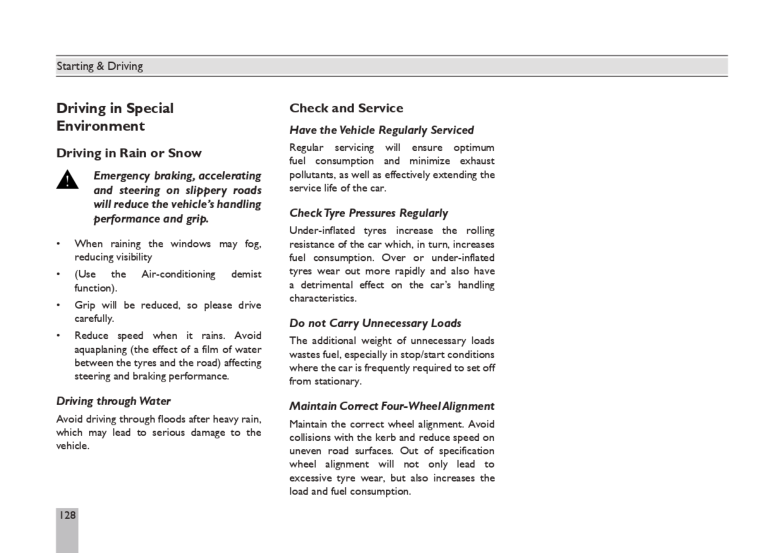 Starting & Driving
Driving in Special
Environment
Driving in Rain or Snow
Emergency braking, accelerating
and steering on slippery roads
will reduce the vehicle's handling
performance and grip.
• When raining the windows may fog,
reducing visibility
• (Use the Air-conditioning demist
function).
• Grip will be reduced, so please drive
carefully.
• Reduce speed when it rains. Avoid
aquaplaning (the effect of a film of water
between the tyres and the road) affecting
steering and braking performance.
Driving through Water
Avoid driving through floods after heavy rain,
which may lead to serious damage to the
vehicle.
Check and Service
Have the Vehicle Regularly Serviced
Regular servicing will ensure optimum
fuel consumption and minimize exhaust
pollutants, as well as effectively extending the
service life of the car.
Check Tyre Pressures Regularly
Under-inflated tyres increase the rolling
resistance of the car which, in turn, increases
fuel consumption. Over or under-inflated
tyres wear out more rapidly and also have
a detrimental effect on the car's handling
characteristics.
Do not Carry Unnecessary Loads
The additional weight of unnecessary loads
wastes fuel, especially in stop/start conditions
where the car is frequently required to set off
from stationary.
Maintain Correct Four-Wheel Alignment
Maintain the correct wheel alignment. Avoid
collisions with the kerb and reduce speed on
uneven road surfaces. Out of specification
wheel alignment will not only lead to
excessive tyre wear, but also increases the
load and fuel consumption.
128